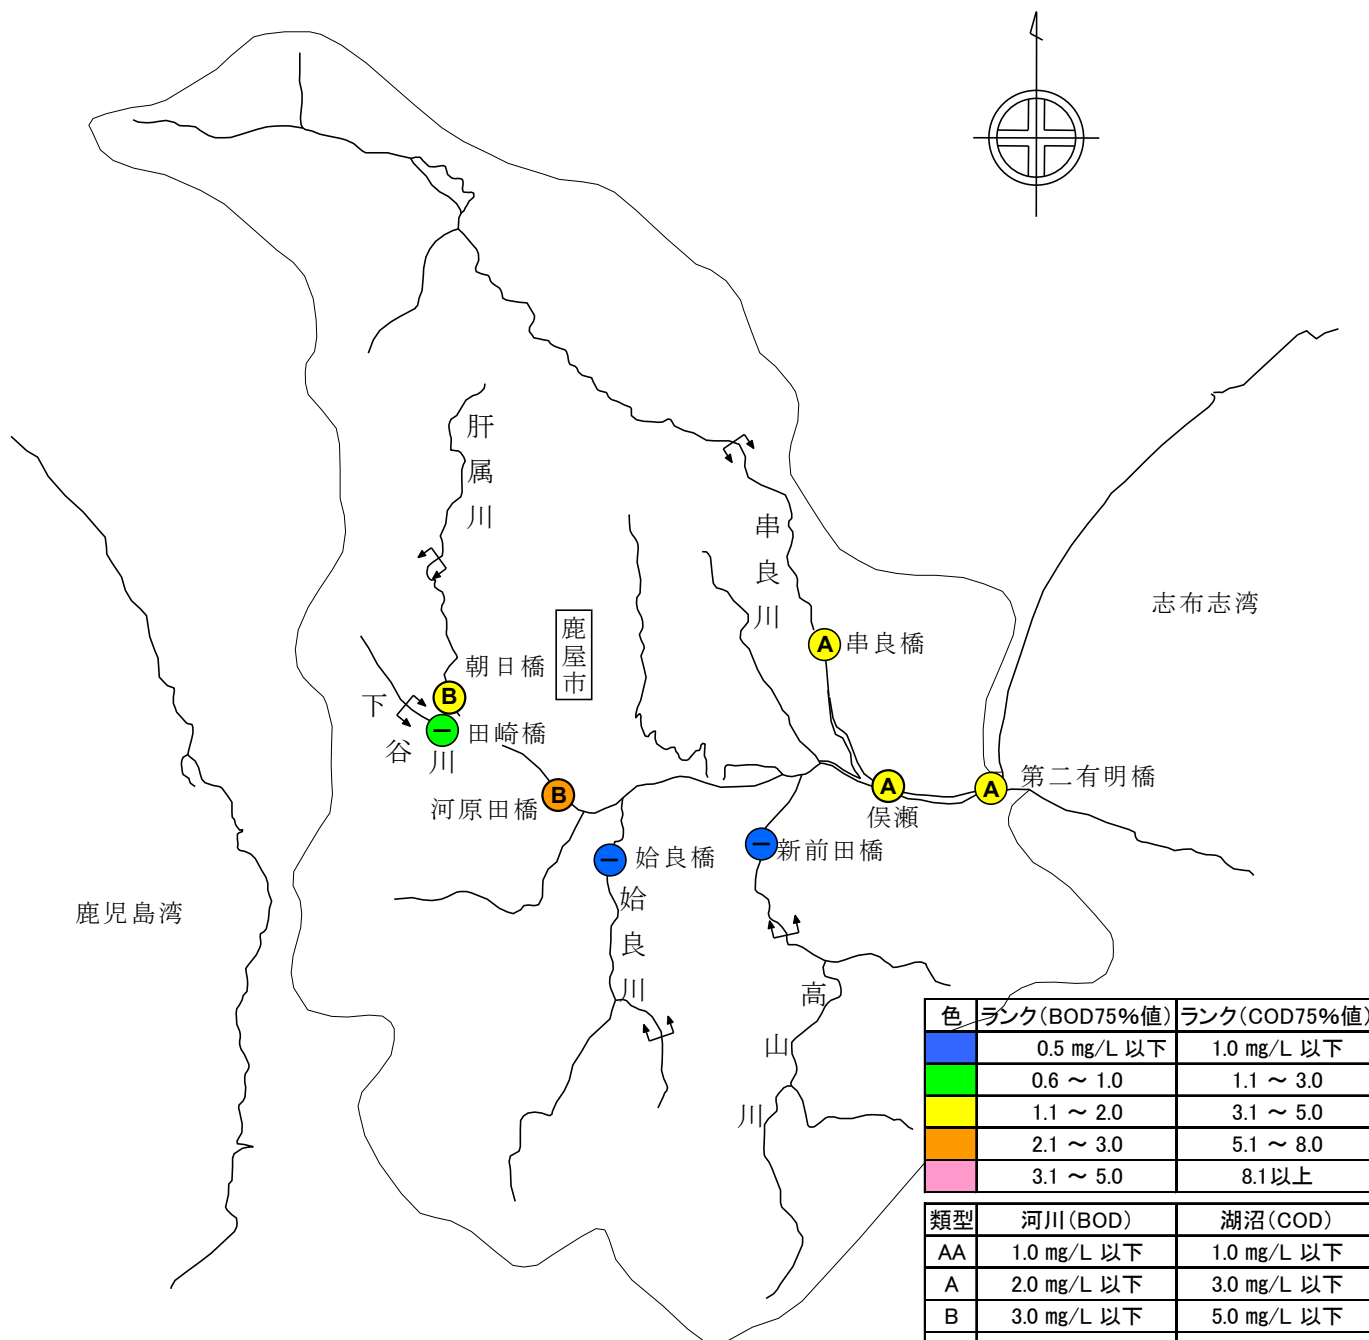 肝属川
串良川
志布志湾
鹿屋市
B
朝日橋
A
串良橋
下谷川
田崎橋
B
河原田橋
A
俣瀬
A
第二有明橋
姶良橋
新前田橋
鹿児島湾
姶良川
高山川
色 ランク(BOD75%値) ランク(COD75%値)
0.5 mg/L 以下 1.0 mg/L 以下
0.6 ～ 1.0 1.1 ～ 3.0
1.1 ～ 2.0 3.1 ～ 5.0
2.1 ～ 3.0 5.1 ～ 8.0
3.1 ～ 5.0 8.1以上
類型 河川(BOD) 湖沼(COD)
AA 1.0 mg/L 以下 1.0 mg/L 以下
A 2.0 mg/L 以下 3.0 mg/L 以下
B 3.0 mg/L 以下 5.0 mg/L 以下